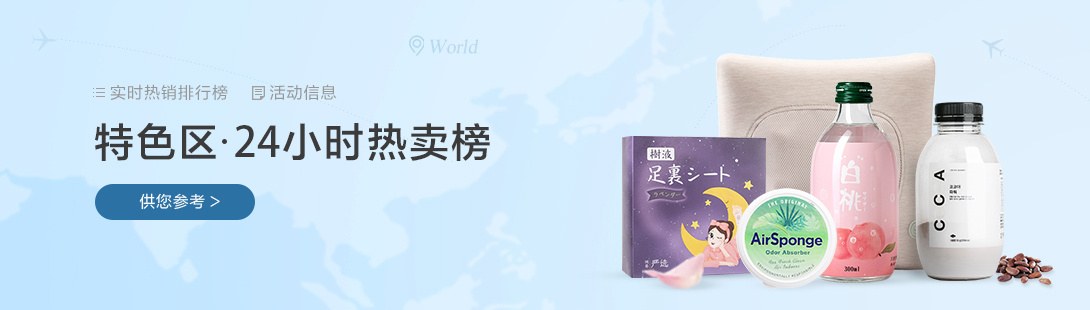 World
实时热销排行榜 活动信息
特色区·24小时热卖榜
供您参考 >
樹液
足裏シート
ラベンダー
严选
THE ORIGINAL
AirSponge
Odor Absorber
白桃
300ml
CCA